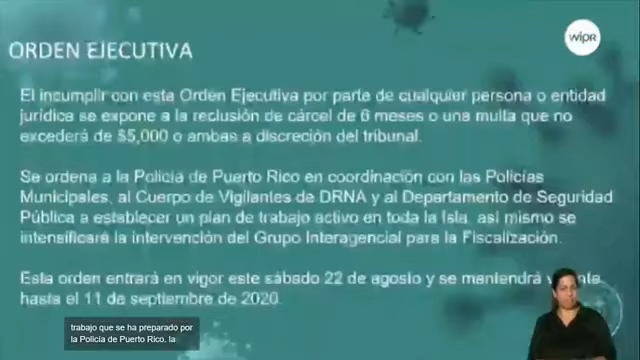 wipr
ORDEN EJECUTIVA
El incumplir con esta Orden Ejecutiva por parte de cualquier persona o entidad
jurídica se expone a la reclusión de cárcel de 6 meses o una multa que no
excederá de $5,000 o ambas a discreción del tribunal.
Se ordena a la Policía de Puerto Rico en coordinación con las Policías
Municipales, al Cuerpo de Vigilantes de DRNA y al Departamento de Seguridad
Pública a establecer un plan de trabajo activo en toda la Isla, así mismo se
intensificará la intervención del Grupo Interagencial para la Fiscalización.
Esta orden entrará en vigor este sábado 22 de agosto y se mantendrá
hasta el 11 de septiembre de 2020.
trabajo que se ha preparado por
la Policía de Puerto Rico, la